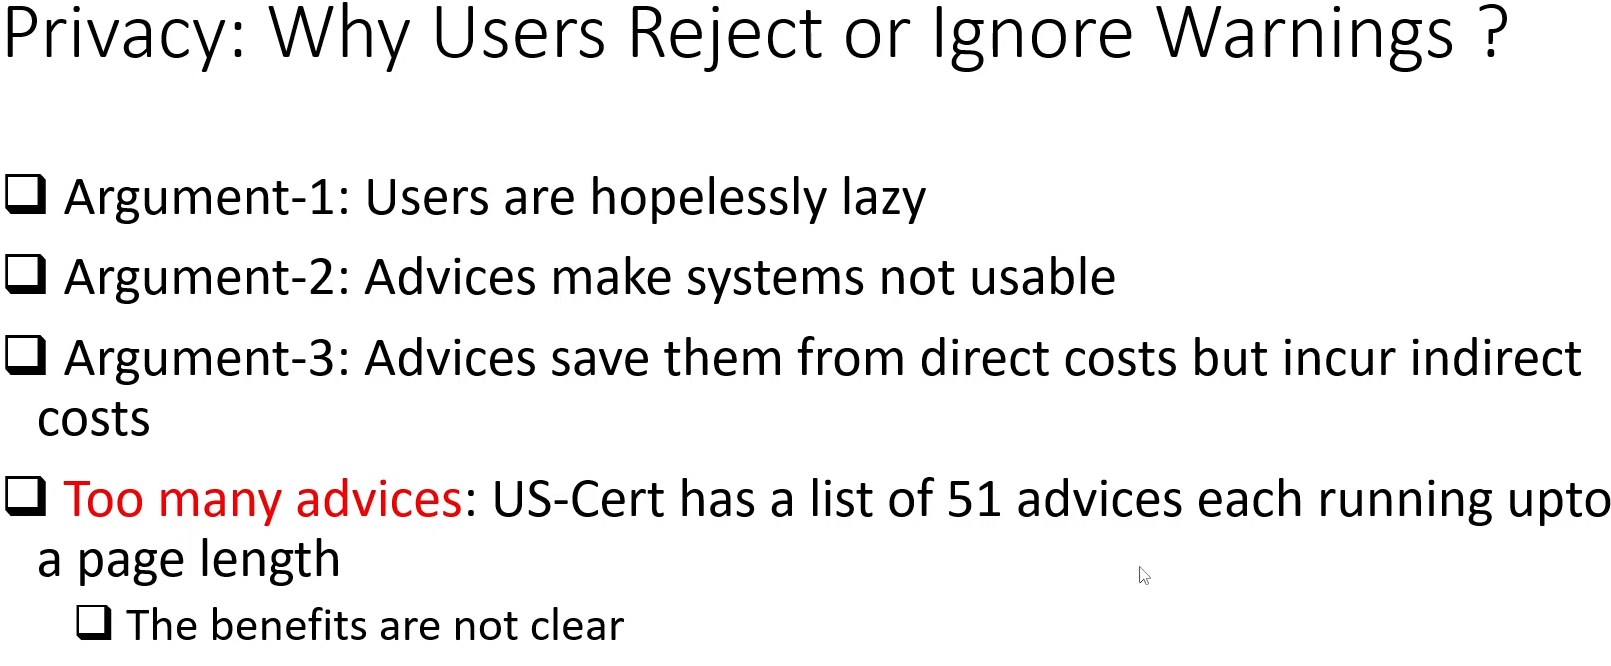 Privacy: Why Users Reject or Ignore Warnings ?
Argument-1: Users are hopelessly lazy
Argument-2: Advices make systems not usable
Argument-3: Advices save them from direct costs but incur indirect
costs
Too many advices: US-Cert has a list of 51 advices each running upto
a page length
The benefits are not clear